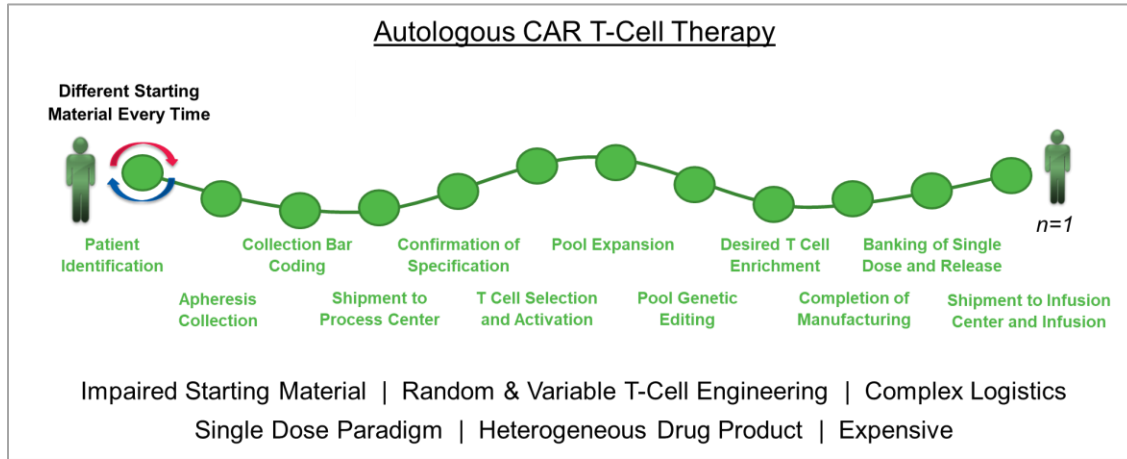 Autologous CAR T-Cell Therapy
Different Starting
Material Every Time
n=1
Patient
Identification
Apheresis
Collection
Collection Bar
Coding
Shipment to
Process Center
Confirmation of
Specification
T Cell Selection
and Activation
Pool Expansion
Pool Genetic
Editing
Desired T Cell
Enrichment
Completion of
Manufacturing
Banking of Single
Dose and Release
Shipment to Infusion
Center and Infusion
Impaired Starting Material | Random & Variable T-Cell Engineering | Complex Logistics
Single Dose Paradigm | Heterogeneous Drug Product | Expensive